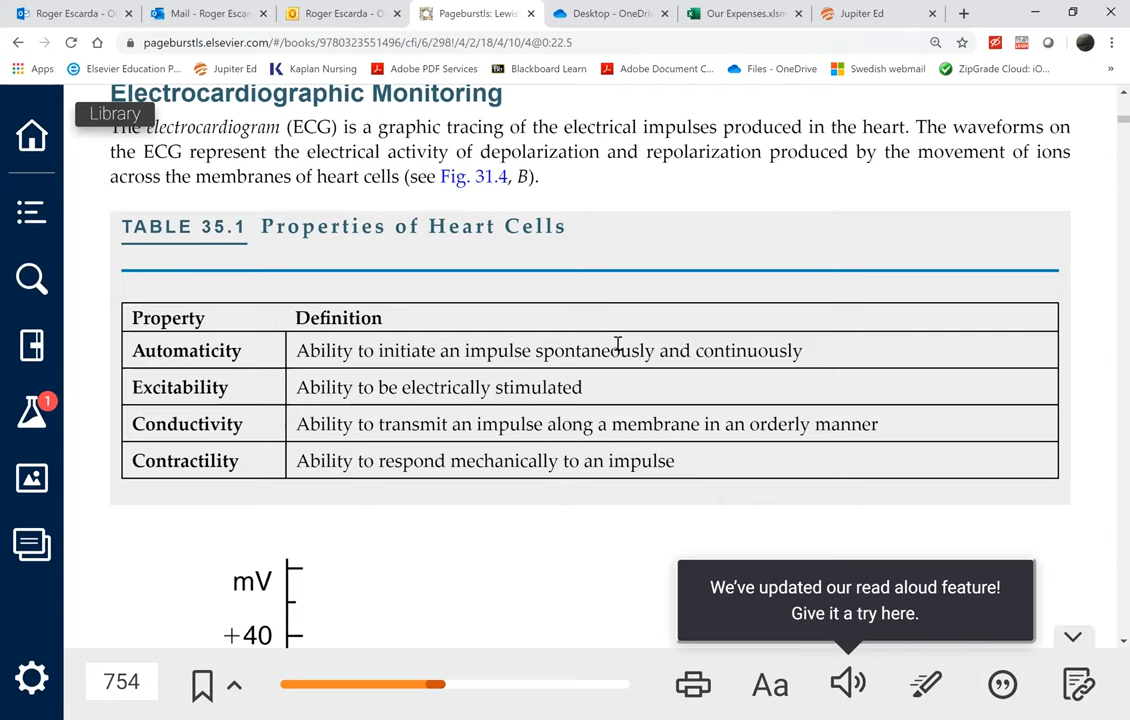 Roger Escarda - O
Mail - Roger Escar
Roger Escarda - O
Pageburstls: Lewis
Desktop - OneDriv
Our Expenses.xlsm
Jupiter Ed
pageburstls.elsevier.com/#/books/9780323551496/cfi/6/298!/4/2/18/4/10/4@0:22.5
Apps
Elsevier Education P...
Jupiter Ed
Kaplan Nursing
Adobe PDF Services
Blackboard Learn
Adobe Document C...
Files - OneDrive
Swedish webmail
ZipGrade Cloud: iO...
»
Electrocardiographic Monitoring
Library
The electrocardiogram (ECG) is a graphic tracing of the electrical impulses produced in the heart. The waveforms on
the ECG represent the electrical activity of depolarization and repolarization produced by the movement of ions
across the membranes of heart cells (see Fig. 31.4, B).
TABLE 35.1 Properties of Heart Cells
Property Definition
Automaticity Ability to initiate an impulse spontaneously and continuously
Excitability Ability to be electrically stimulated
Conductivity Ability to transmit an impulse along a membrane in an orderly manner
Contractility Ability to respond mechanically to an impulse
mV
+40
We've updated our read aloud feature!
Give it a try here.
1
754
Aa